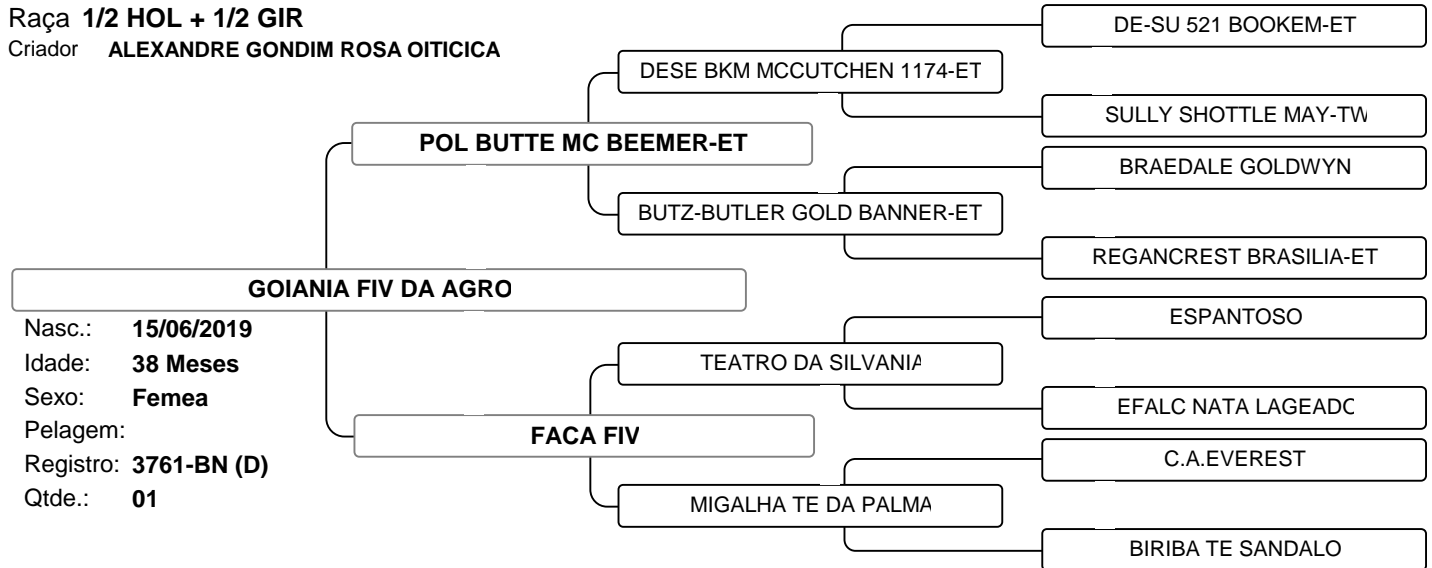 Raça 1/2 HOL + 1/2 GIR
Criador ALEXANDRE GONDIM ROSA OITICICA
DE-SU 521 BOOKEM-ET
DESE BKM MCCUTCHEN 1174-ET
SULLY SHOTTLE MAY-TW
POL BUTTE MC BEEMER-ET
BRAEDALE GOLDWYN
BUTZ-BUTLER GOLD BANNER-ET
REGANCREST BRASILIA-ET
GOIANIA FIV DA AGRO
Nasc.: 15/06/2019
Idade: 38 Meses
Sexo: Femea
Pelagem:
Registro: 3761-BN (D)
Qtde.: 01
ESPANTOSO
TEATRO DA SILVANIA
EFALC NATA LAGEADO
FACA FIV
C.A.EVEREST
MIGALHA TE DA PALMA
BIRIBA TE SANDALO